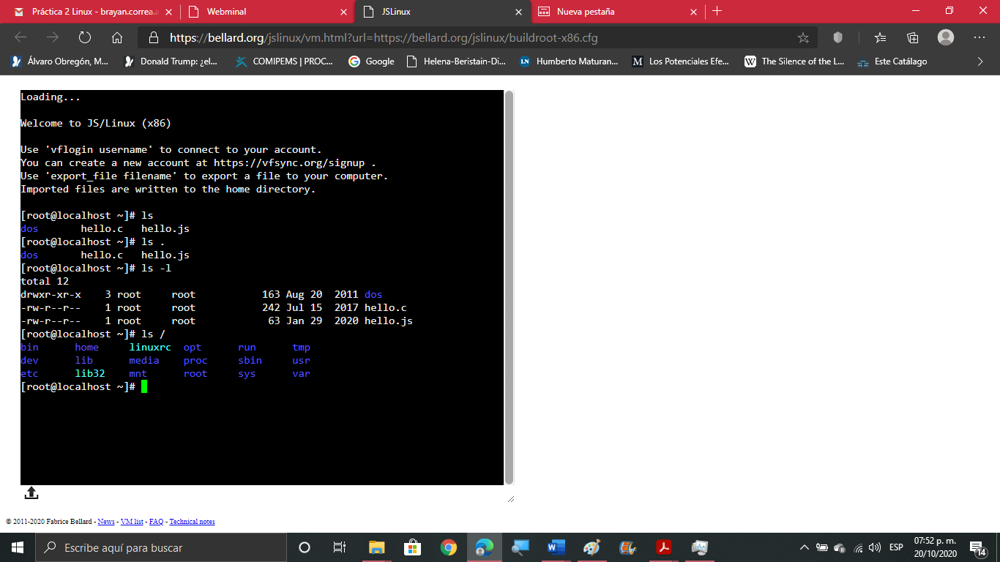 Práctica 2 Linux - brayan.correa.a
Webminal
JSLinux
Nueva pestaña
https://bellard.org/jslinux/vm.html?url=https://bellard.org/jslinux/buildroot-x86.cfg
Álvaro Obregón, M...
Donald Trump: ¿el...
COMIPEMS | PROC...
Google
Helena-Beristain-Di...
LN Humberto Maturan...
M Los Potenciales Efe...
W The Silence of the L...
Este Catálago
Loading...
Welcome to JS/Linux (x86)
Use 'vflogin username' to connect to your account.
You can create a new account at https://vfsync.org/signup .
Use 'export_file filename' to export a file to your computer.
Imported files are written to the home directory.
[root@localhost ~]# ls
dos       hello.c   hello.js
[root@localhost ~]# ls .
dos       hello.c   hello.js
[root@localhost ~]# ls -l
total 12
drwxr-xr-x    3 root     root           163 Aug 20  2011 dos
-rw-r--r--    1 root     root           242 Jul 15  2017 hello.c
-rw-r--r--    1 root     root            63 Jan 29  2020 hello.js
[root@localhost ~]# ls /
bin      home     linuxrc  opt      run      tmp
dev      lib      media    proc     sbin     usr
etc      lib32    mnt      root     sys      var
[root@localhost ~]#
© 2011-2020 Fabrice Bellard - News - VM list - FAQ - Technical notes
Escribe aquí para buscar
ESP
07:52 p. m.
20/10/2020
14